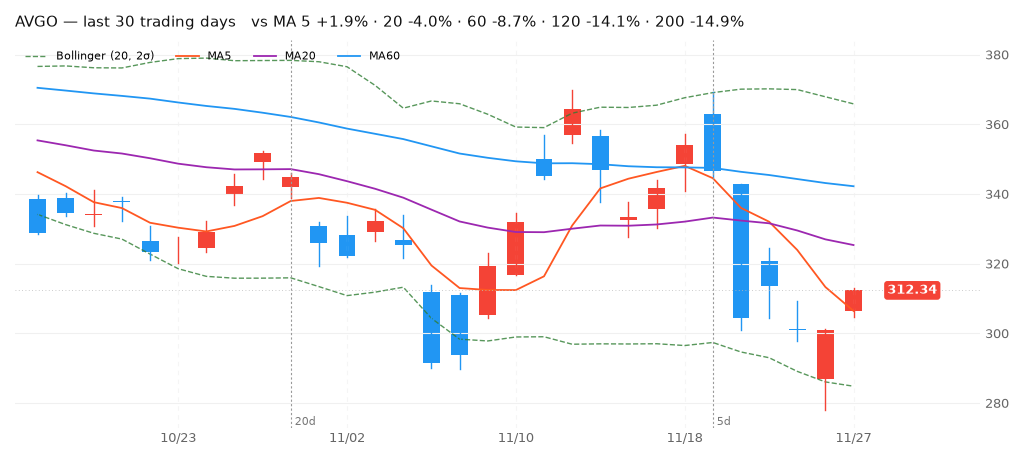 AVGO — last 30 trading days   vs MA 5 +1.9% · 20 -4.0% · 60 -8.7% · 120 -14.1% · 200 -14.9%
Bollinger (20, 2σ)   MA5   MA20   MA60
380
360
340
320
312.34
300
280
20d   5d
10/23   11/02   11/10   11/18   11/27